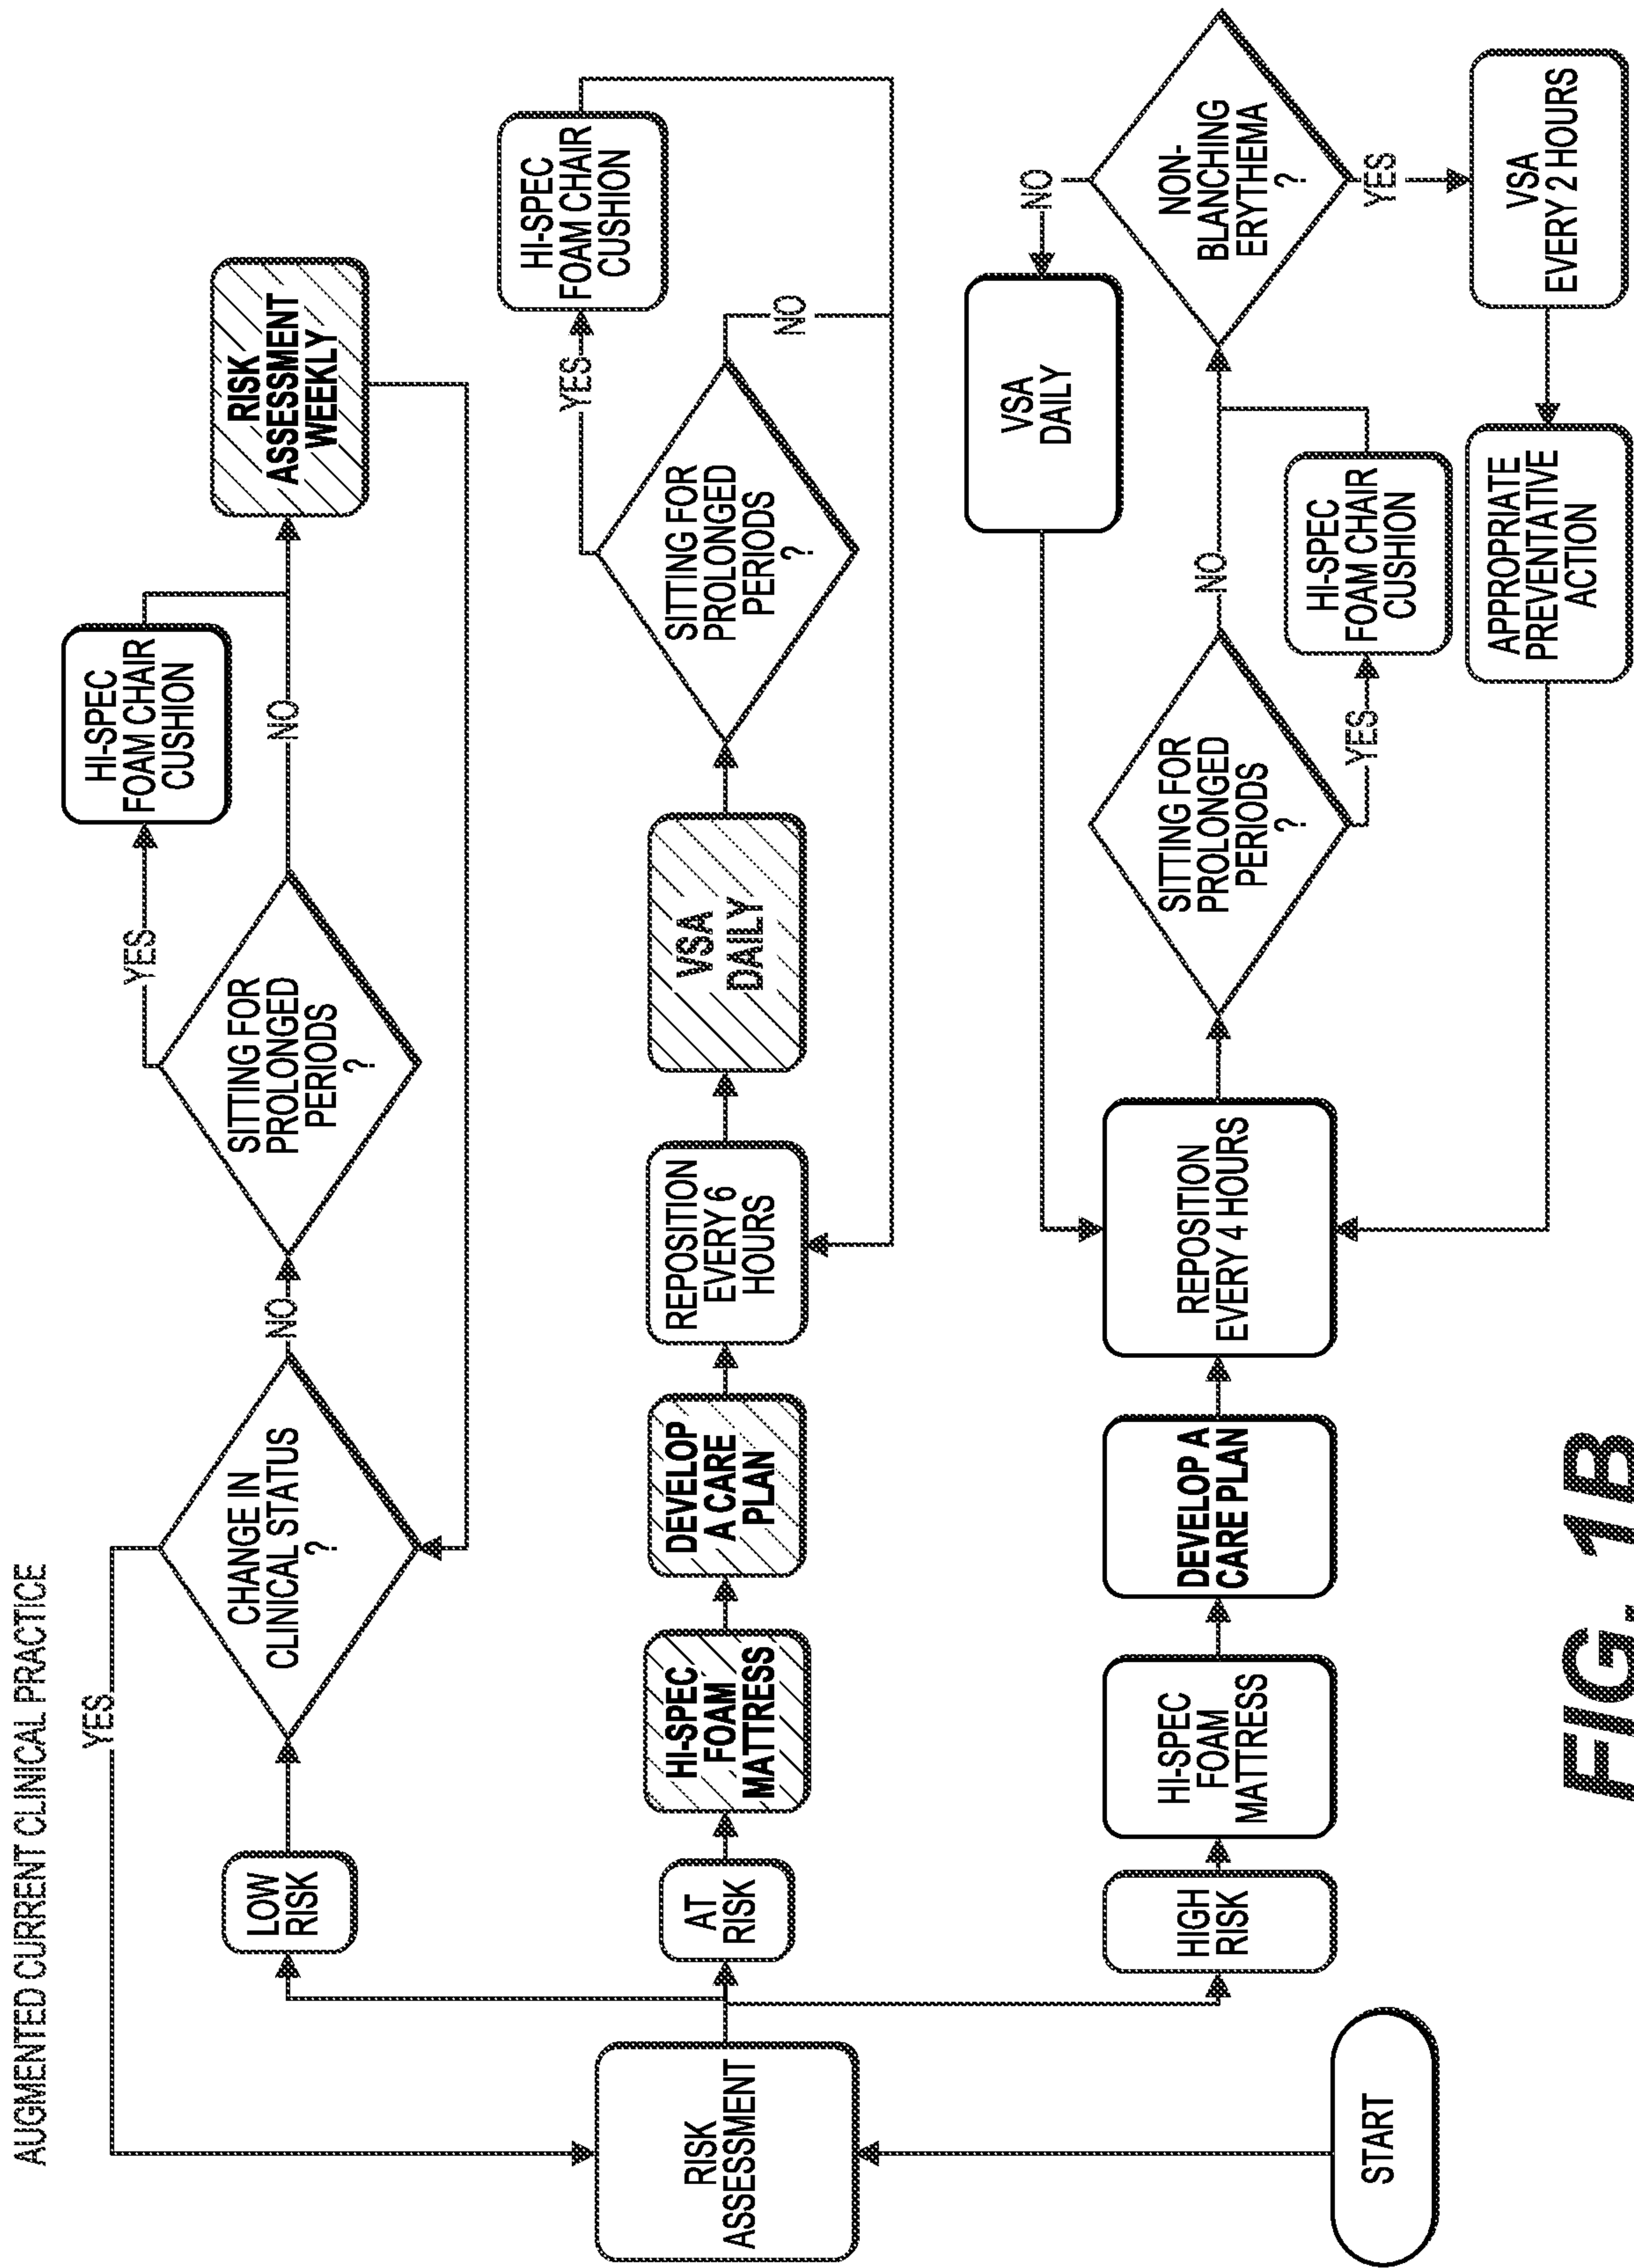 AUGMENTED CURRENT CLINICAL PRACTICE
YES
LOW
RISK
CHANGE IN
CLINICAL STATUS
?
NO
SITTING FOR
PROLONGED
PERIODS
?
YES
HI-SPEC
FOAM CHAIR
CUSHION
NO
RISK
ASSESSMENT
WEEKLY
RISK
ASSESSMENT
AT
RISK
HI-SPEC
FOAM
MATTRESS
DEVELOP
A CARE
PLAN
REPOSITION
EVERY 6
HOURS
VSA
DAILY
SITTING FOR
PROLONGED
PERIODS
?
YES
HI-SPEC
FOAM CHAIR
CUSHION
NO
START
HIGH
RISK
HI-SPEC
FOAM
MATTRESS
DEVELOP A
CARE PLAN
REPOSITION
EVERY 4 HOURS
SITTING FOR
PROLONGED
PERIODS
?
NO
YES
HI-SPEC
FOAM CHAIR
CUSHION
NON-
BLANCHING
ERYTHEMA
?
NO
VSA
DAILY
YES
VSA
EVERY 2 HOURS
APPROPRIATE
PREVENTATIVE
ACTION
FIG. 1B